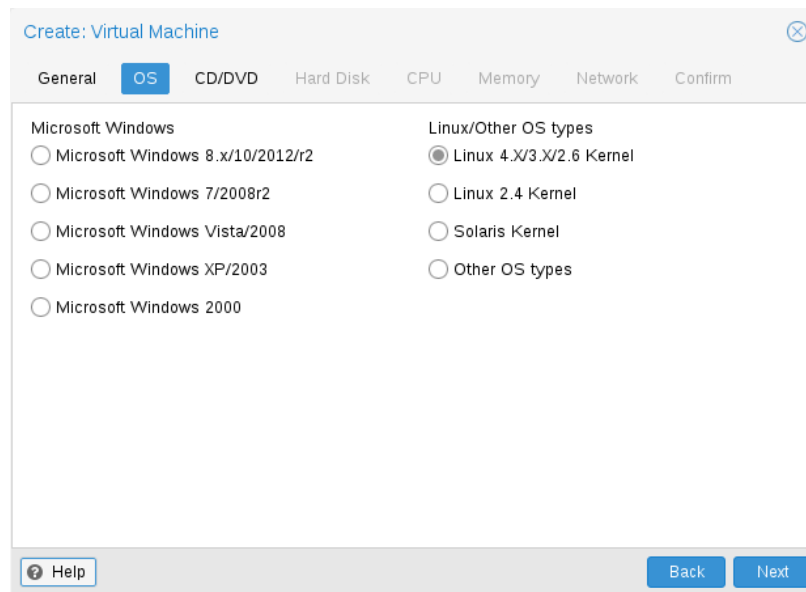 Create: Virtual Machine
General OS CD/DVD Hard Disk CPU Memory Network Confirm
Microsoft Windows
Microsoft Windows 8.x/10/2012/r2
Microsoft Windows 7/2008r2
Microsoft Windows Vista/2008
Microsoft Windows XP/2003
Microsoft Windows 2000
Linux/Other OS types
Linux 4.X/3.X/2.6 Kernel
Linux 2.4 Kernel
Solaris Kernel
Other OS types
Help Back Next